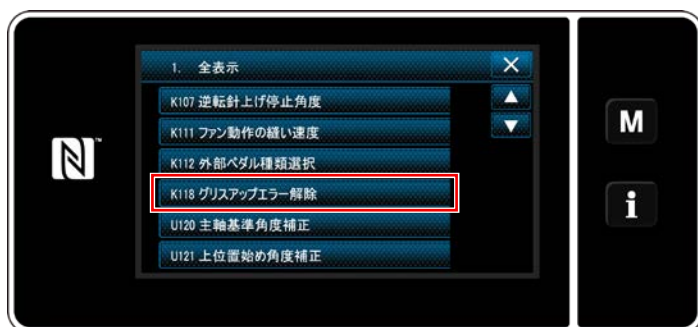 1. 全表示
K107 逆転針上げ停止角度
K111 ファン動作の縫い速度
K112 外部ペダル種類選択
K118 グリスアップエラー解除
U120 主軸基準角度補正
U121 上位置始め角度補正
M
i